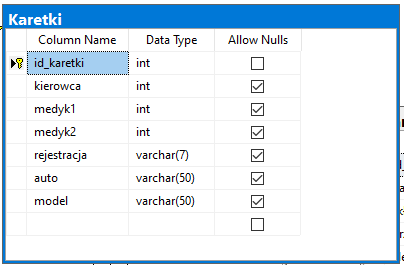 Karetki
Column Name Data Type Allow Nulls
id_karetki int
kierowca int
medyk1 int
medyk2 int
rejestracja varchar(7)
auto varchar(50)
model varchar(50)